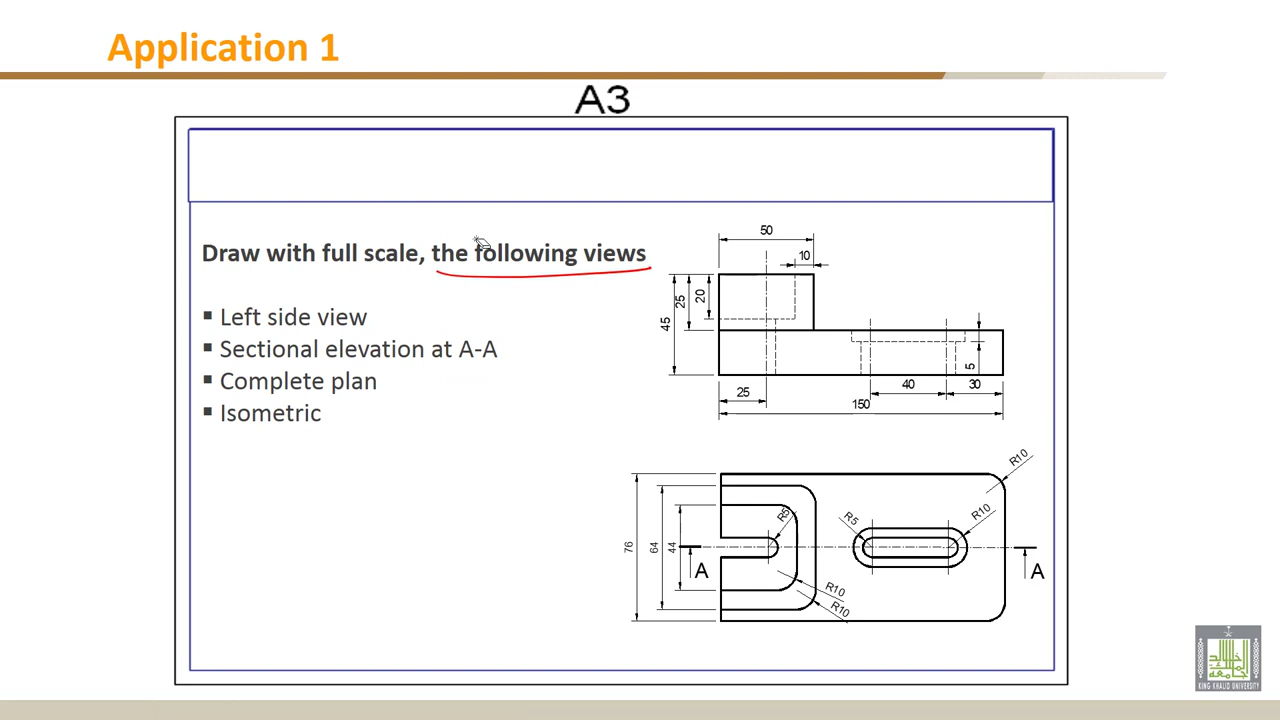 Application 1
A3
Draw with full scale, the following views
▪ Left side view
▪ Sectional elevation at A-A
▪ Complete plan
▪ Isometric
50
10
45
25
20
5
25
40
30
150
R10
R5
R5
R10
76
64
44
A
A
R10
R10
KING KHALID UNIVERSITY